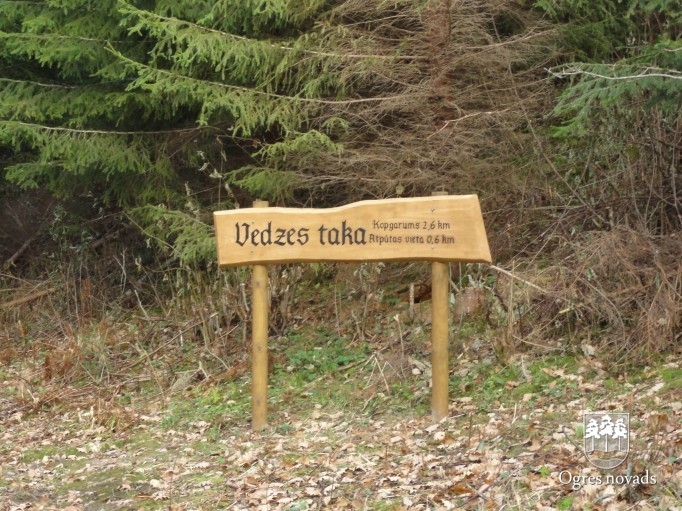 Vedzes taka
Kopgarums 2,6 km
Atpūtas vieta 0,6 km
Ogres novads